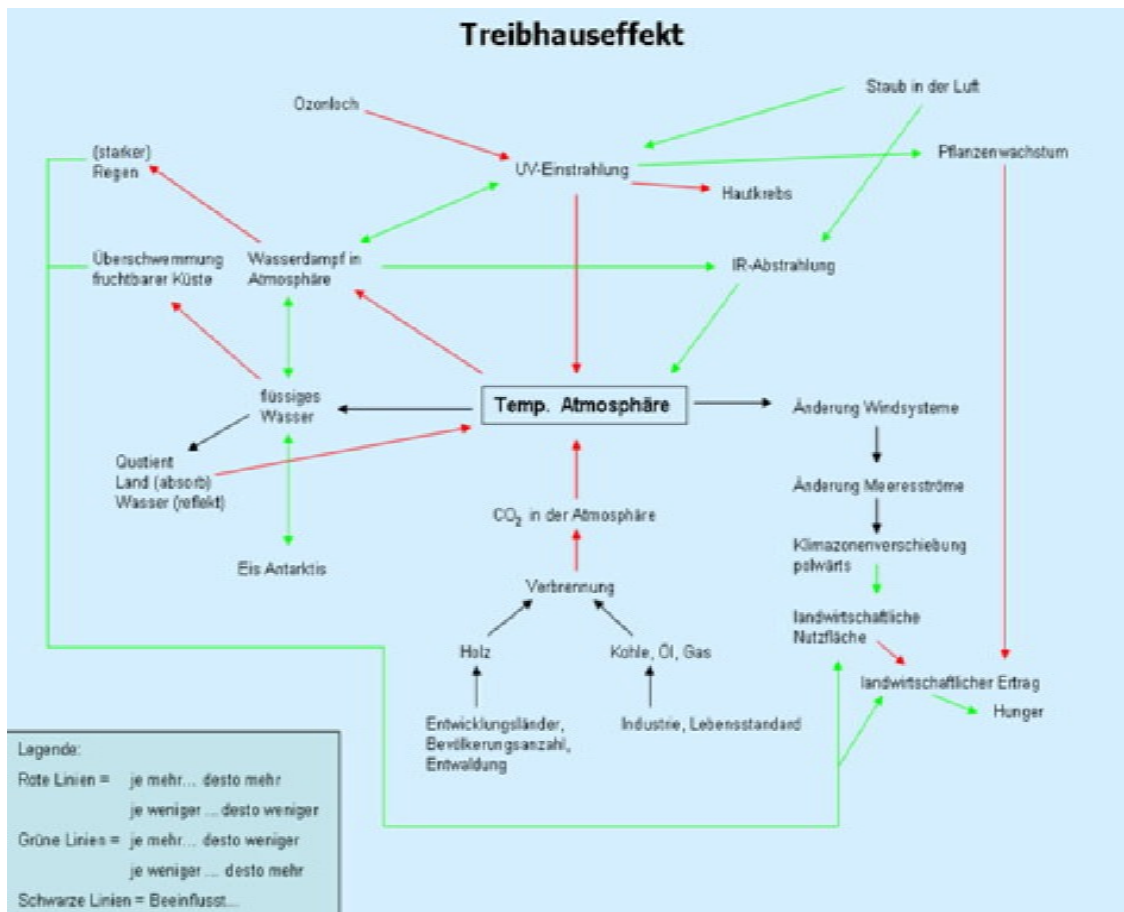 Treibhauseffekt
Staub in der Luft
Ozonloch
(starker)
Regen
UV-Einstrahlung
Pflanzenwachstum
Hautkrebs
Überschwemmung
fruchtbarer Küste
Wasserdampf in
Atmosphäre
IR-Abstrahlung
flüssiges
Wasser
Temp. Atmosphäre
Änderung Windsysteme
Quotient
Land (absorb)
Wasser (reflekt)
Änderung Meeresströme
CO₂ in der Atmosphäre
Eis Antarktis
Klimazonenverschiebung
polwärts
Verbrennung
landwirtschaftliche
Nutzfläche
Holz
Kohle, Öl, Gas
landwirtschaftlicher Ertrag
Hunger
Entwicklungsländer,
Bevölkerungsanzahl,
Entwaldung
Industrie, Lebensstandard
Legende:
Rote Linien = je mehr... desto mehr
je weniger ... desto weniger
Grüne Linien = je mehr... desto weniger
je weniger ... desto mehr
Schwarze Linien = Beeinflusst...